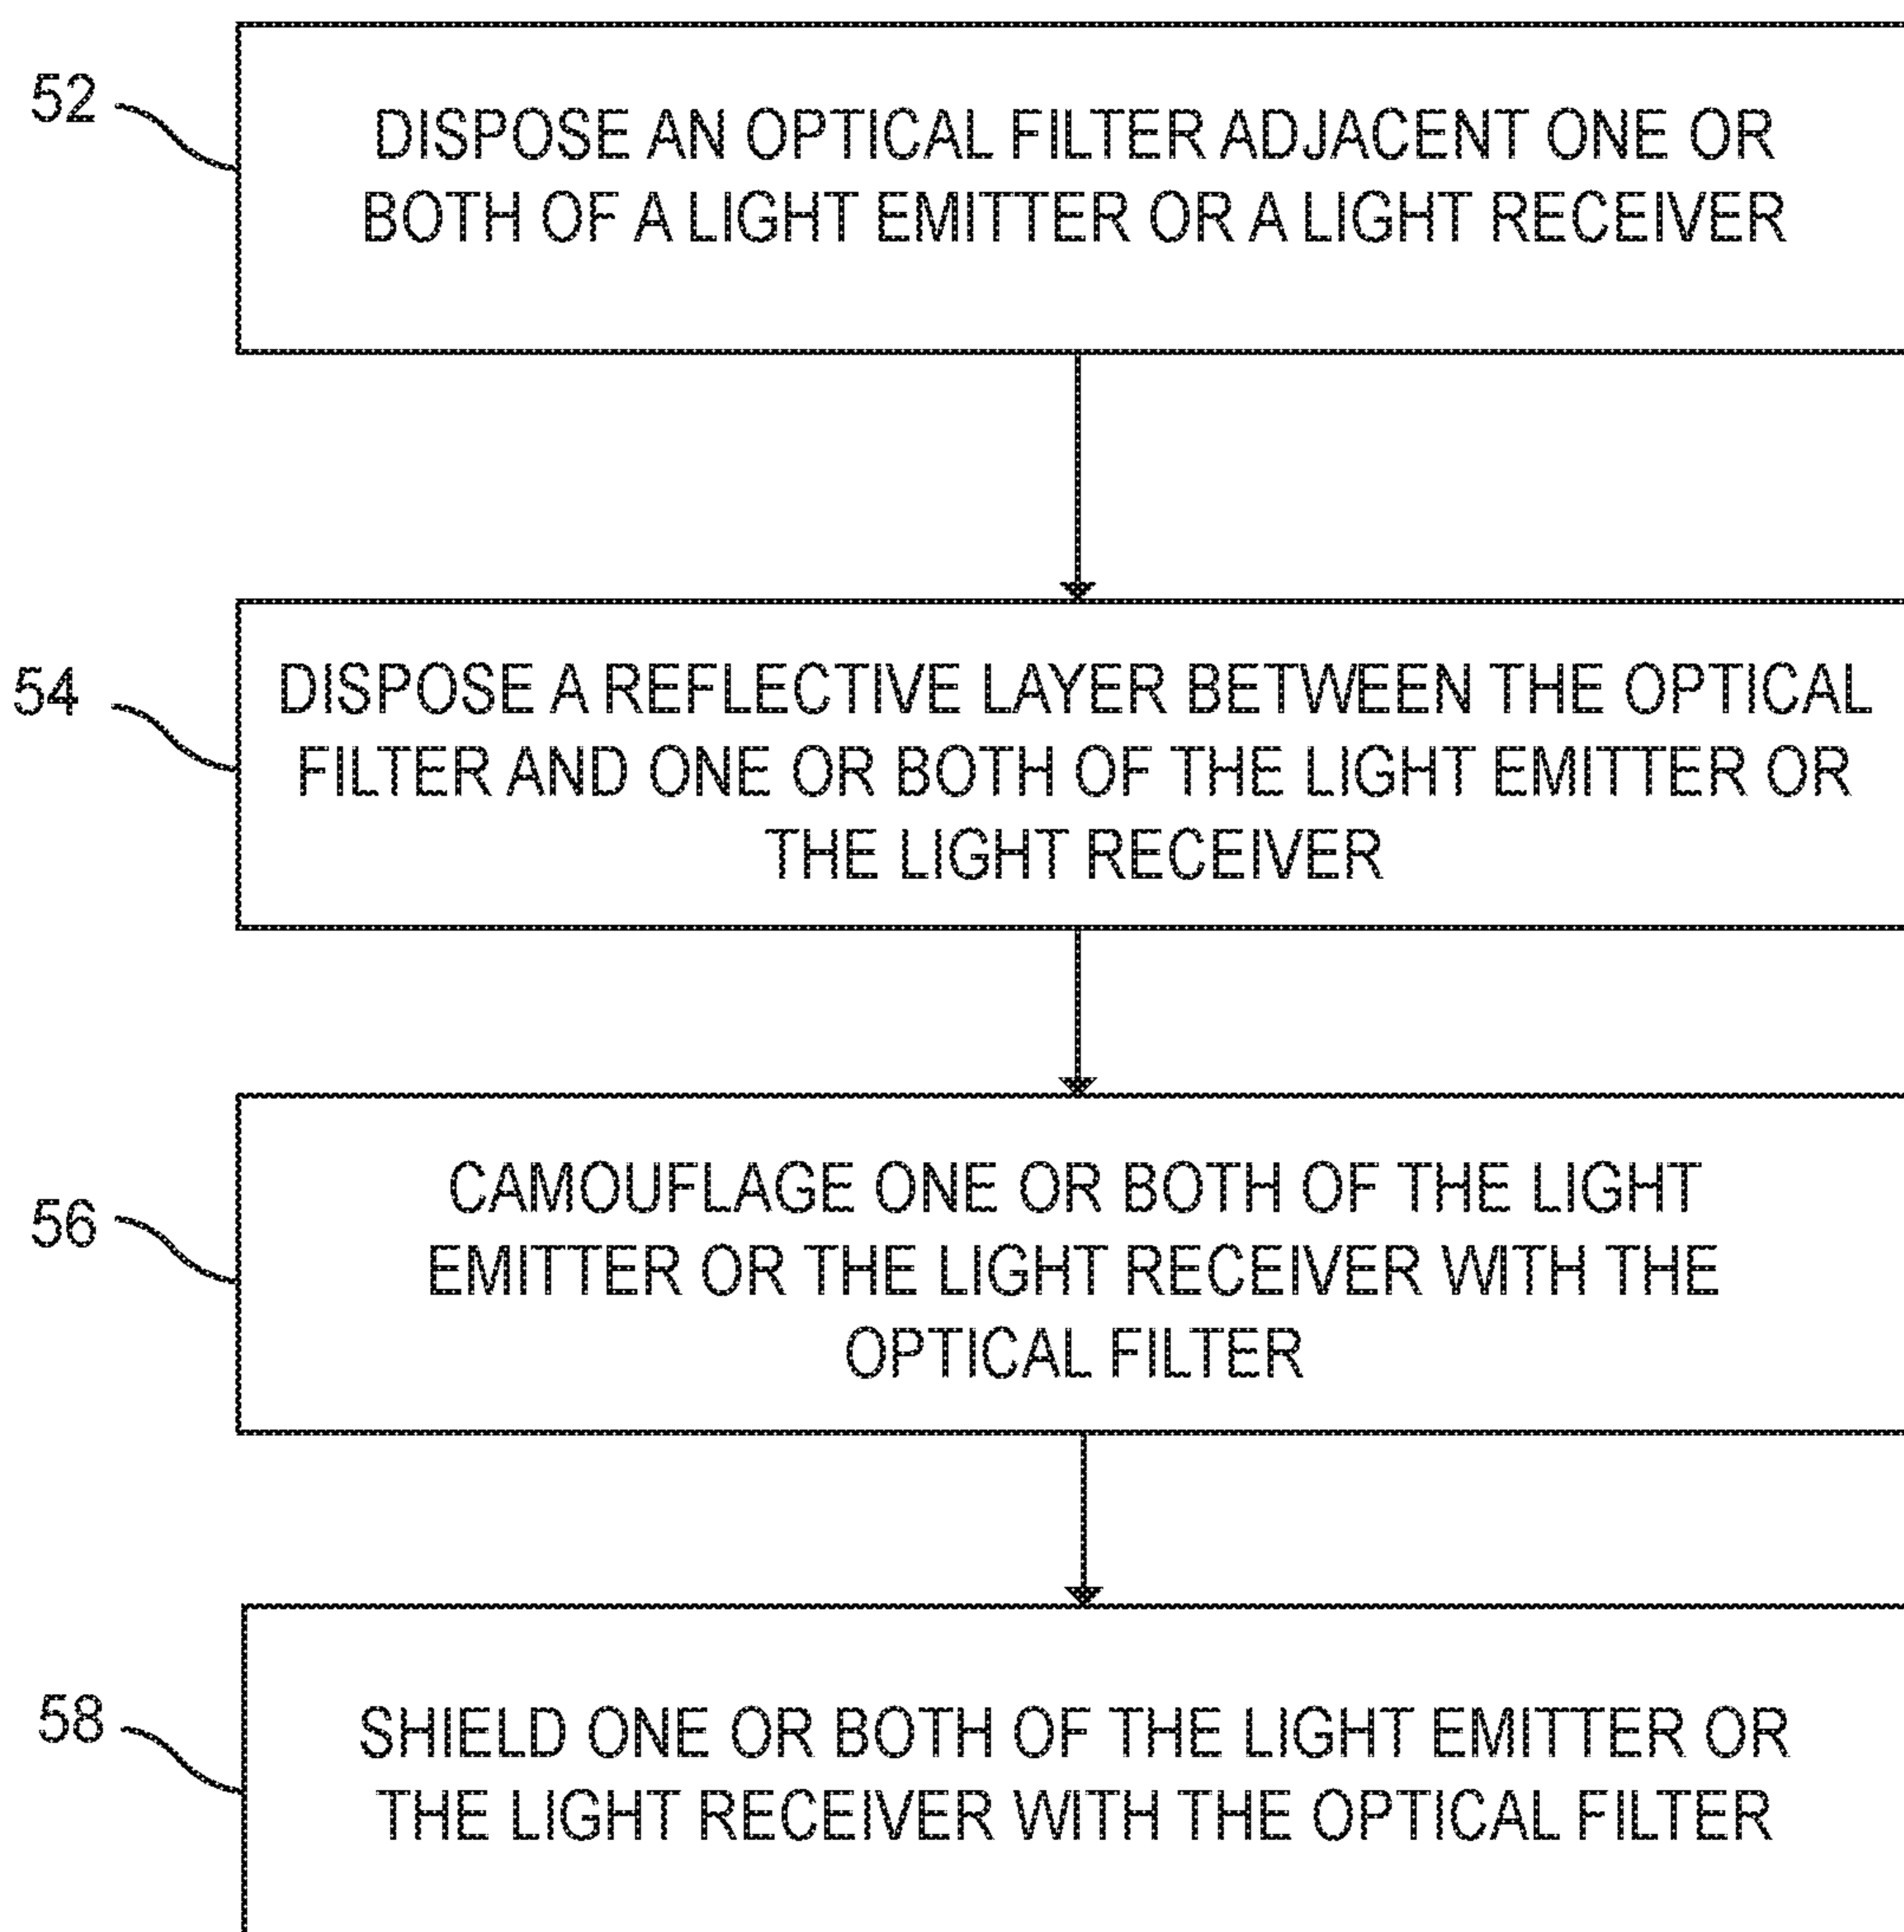 52
DISPOSE AN OPTICAL FILTER ADJACENT ONE OR
BOTH OF A LIGHT EMITTER OR A LIGHT RECEIVER
54
DISPOSE A REFLECTIVE LAYER BETWEEN THE OPTICAL
FILTER AND ONE OR BOTH OF THE LIGHT EMITTER OR
THE LIGHT RECEIVER
56
CAMOUFLAGE ONE OR BOTH OF THE LIGHT
EMITTER OR THE LIGHT RECEIVER WITH THE
OPTICAL FILTER
58
SHIELD ONE OR BOTH OF THE LIGHT EMITTER OR
THE LIGHT RECEIVER WITH THE OPTICAL FILTER